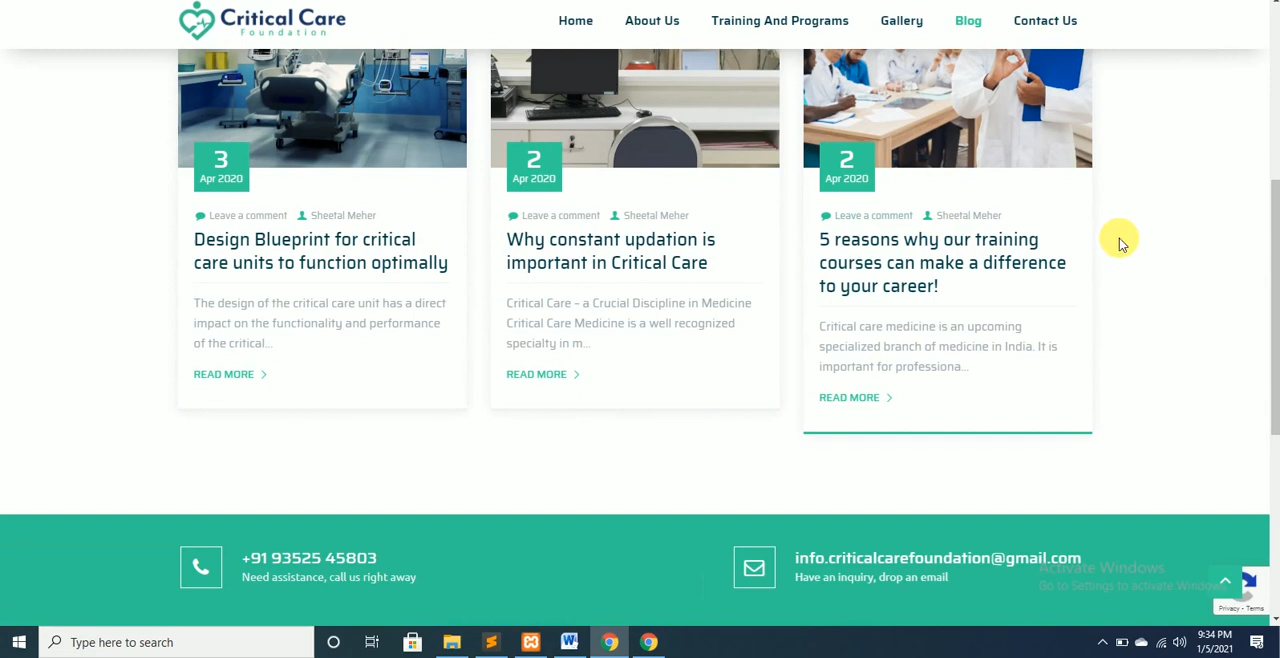 Critical Care
Foundation
Home About Us Training And Programs Gallery Blog Contact Us
3
Apr 2020
Leave a comment Sheetal Meher
Design Blueprint for critical
care units to function optimally
The design of the critical care unit has a direct
impact on the functionality and performance
of the critical...
READ MORE
2
Apr 2020
Leave a comment Sheetal Meher
Why constant updation is
important in Critical Care
Critical Care – a Crucial Discipline in Medicine
Critical Care Medicine is a well recognized
specialty in m...
READ MORE
2
Apr 2020
Leave a comment Sheetal Meher
5 reasons why our training
courses can make a difference
to your career!
Critical care medicine is an upcoming
specialized branch of medicine in India. It is
important for professiona...
READ MORE
+91 93525 45803
Need assistance, call us right away
info.criticalcarefoundation@gmail.com
Have an inquiry, drop an email
Activate Windows
Go to Settings to activate Windows.
Privacy - Terms
Type here to search
9:34 PM
1/5/2021